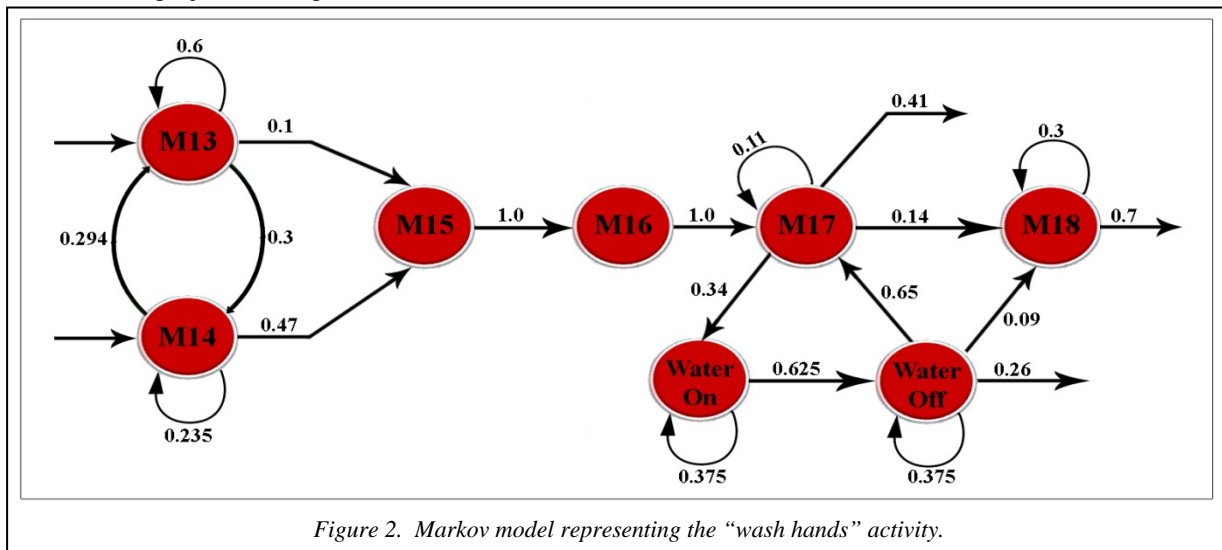 0.6
0.41
M13
0.1
0.11
0.3
M15
1.0
M16
1.0
M17
0.14
M18
0.7
0.294
0.3
0.34
0.65
0.09
M14
0.47
Water
On
0.625
Water
Off
0.26
0.235
0.375
0.375
Figure 2. Markov model representing the “wash hands” activity.